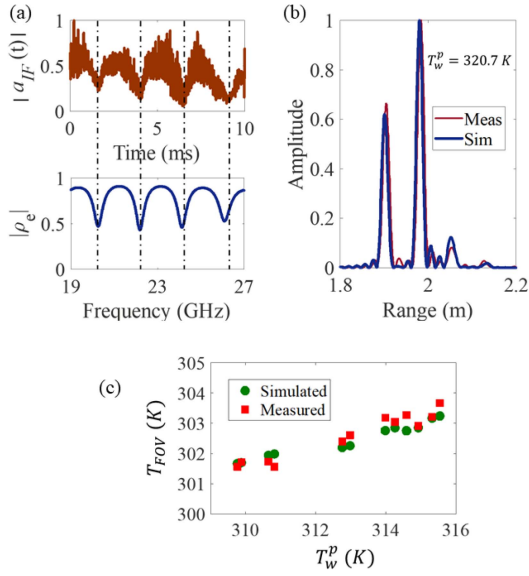 (a)
| a_IF (t)|
1
0.5
0
0 5 10
Time (ms)
|ρ_e|
1
0.5
0
19 23 27
Frequency (GHz)
(b)
Amplitude
1
0.8
0.6
0.4
0.2
0
T_w^p = 320.7 K
Meas
Sim
1.8 2 2.2
Range (m)
(c)
T_FOV (K)
305
304
303
302
301
300
Simulated
Measured
310 312 314 316
T_w^p (K)